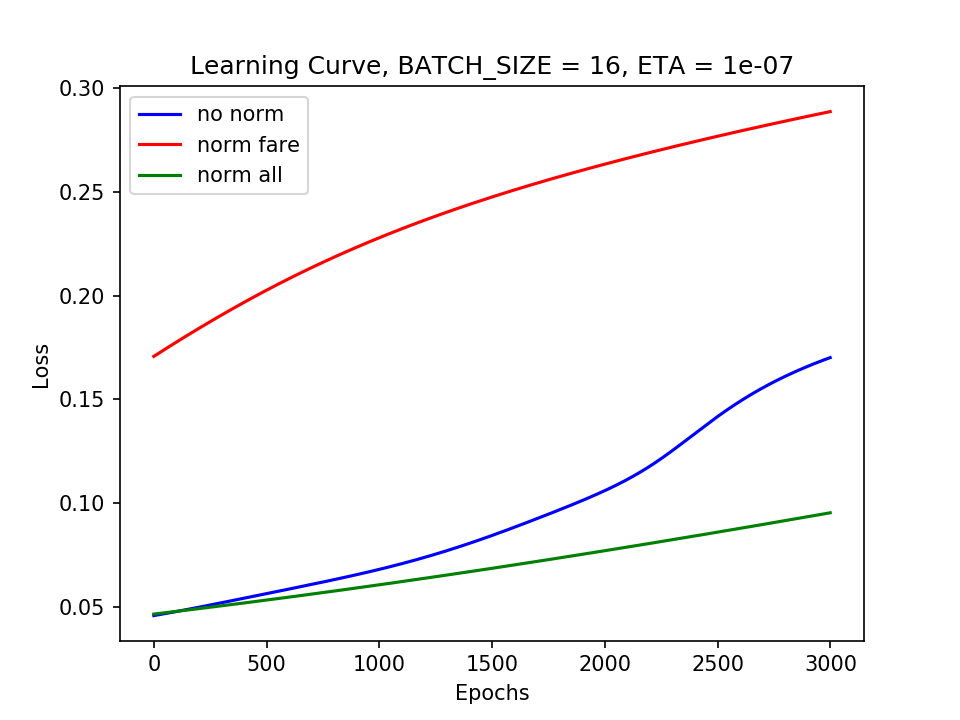 Learning Curve, BATCH_SIZE = 16, ETA = 1e-07
0.30
0.25
0.20
0.15
0.10
0.05
Loss
no norm
norm fare
norm all
0 500 1000 1500 2000 2500 3000
Epochs